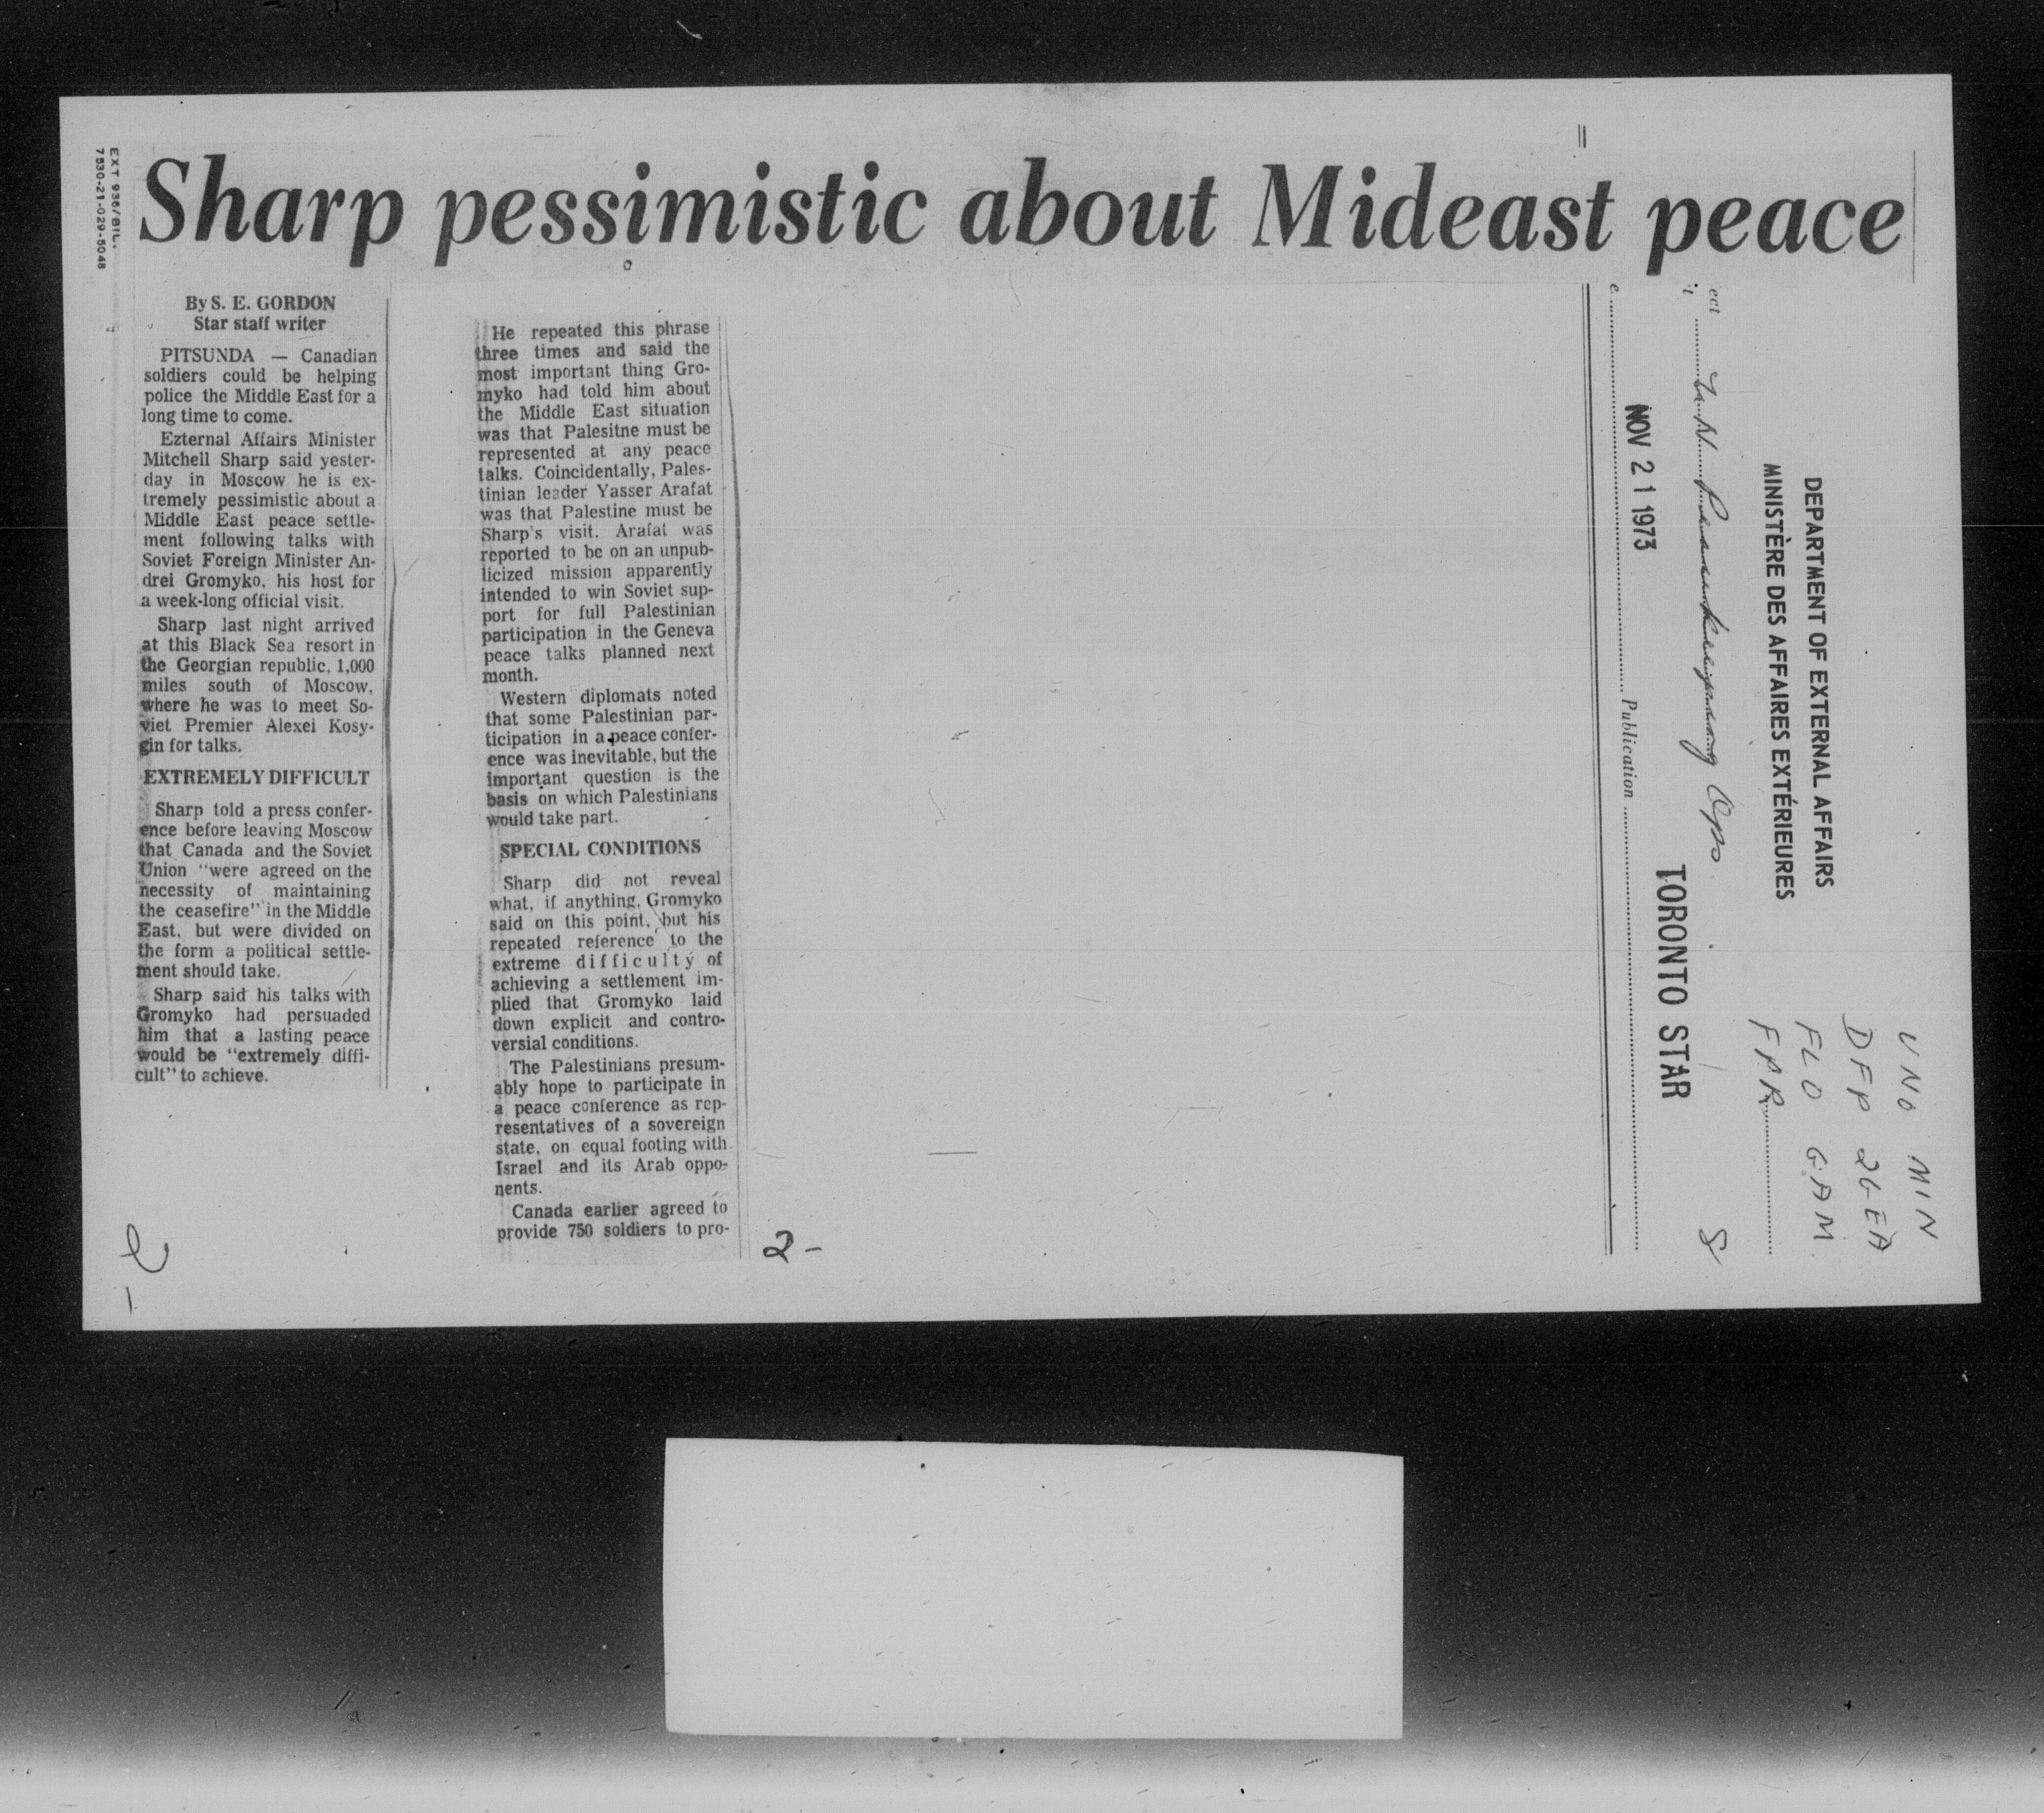 EXT 936/BIL.
7530-21-029-5048
Sharp pessimistic about Mideast peace
By S. E. GORDON
Star staff writer
PITSUNDA — Canadian
soldiers could be helping
police the Middle East for a
long time to come.
Ezternal Affairs Minister
Mitchell Sharp said yester-
day in Moscow he is ex-
tremely pessimistic about a
Middle East peace settle-
ment following talks with
Soviet Foreign Minister An-
drei Gromyko, his host for
a week-long official visit.
Sharp last night arrived
at this Black Sea resort in
the Georgian republic, 1,000
miles south of Moscow,
where he was to meet So-
viet Premier Alexei Kosy-
gin for talks.
EXTREMELY DIFFICULT
Sharp told a press confer-
ence before leaving Moscow
that Canada and the Soviet
Union "were agreed on the
necessity of maintaining
the ceasefire" in the Middle
East, but were divided on
the form a political settle-
ment should take.
Sharp said his talks with
Gromyko had persuaded
him that a lasting peace
would be "extremely diffi-
cult" to achieve.
2-
He repeated this phrase
three times and said the
most important thing Gro-
myko had told him about
the Middle East situation
was that Palesitne must be
represented at any peace
talks. Coincidentally, Pales-
tinian leader Yasser Arafat
was that Palestine must be
Sharp's visit. Arafat was
reported to be on an unpub-
licized mission apparently
intended to win Soviet sup-
port for full Palestinian
participation in the Geneva
peace talks planned next
month.
Western diplomats noted
that some Palestinian par-
ticipation in a peace confer-
ence was inevitable, but the
important question is the
basis on which Palestinians
would take part.
SPECIAL CONDITIONS
Sharp did not reveal
what, if anything, Gromyko
said on this point, but his
repeated reference to the
extreme difficulty of
achieving a settlement im-
plied that Gromyko laid
down explicit and contro-
versial conditions.
The Palestinians presum-
ably hope to participate in
a peace conference as rep-
resentatives of a sovereign
state, on equal footing with
Israel and its Arab oppo-
nents.
Canada earlier agreed to
provide 750 soldiers to pro-
2-
UNO MIN
DFP 2GEA
FLO GAM
FPR
DEPARTMENT OF EXTERNAL AFFAIRS
MINISTÈRE DES AFFAIRES EXTÉRIEURES
ect
t U.N. Peacekeeping Ops. 8
e NOV 21 1973 Publication TORONTO STAR